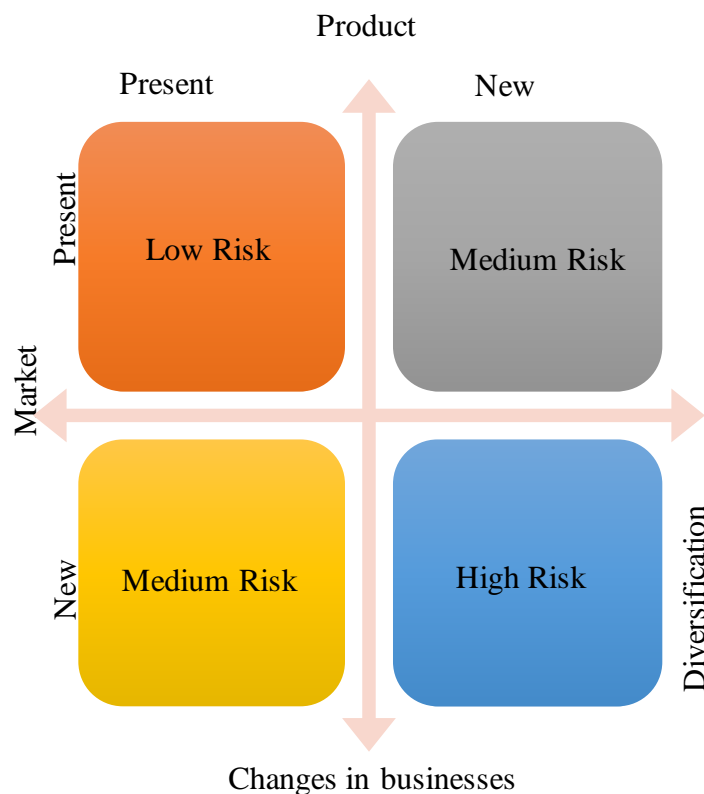 Product
Present
New
Present
Low Risk
Medium Risk
Market
New
Medium Risk
High Risk
Diversification
Changes in businesses